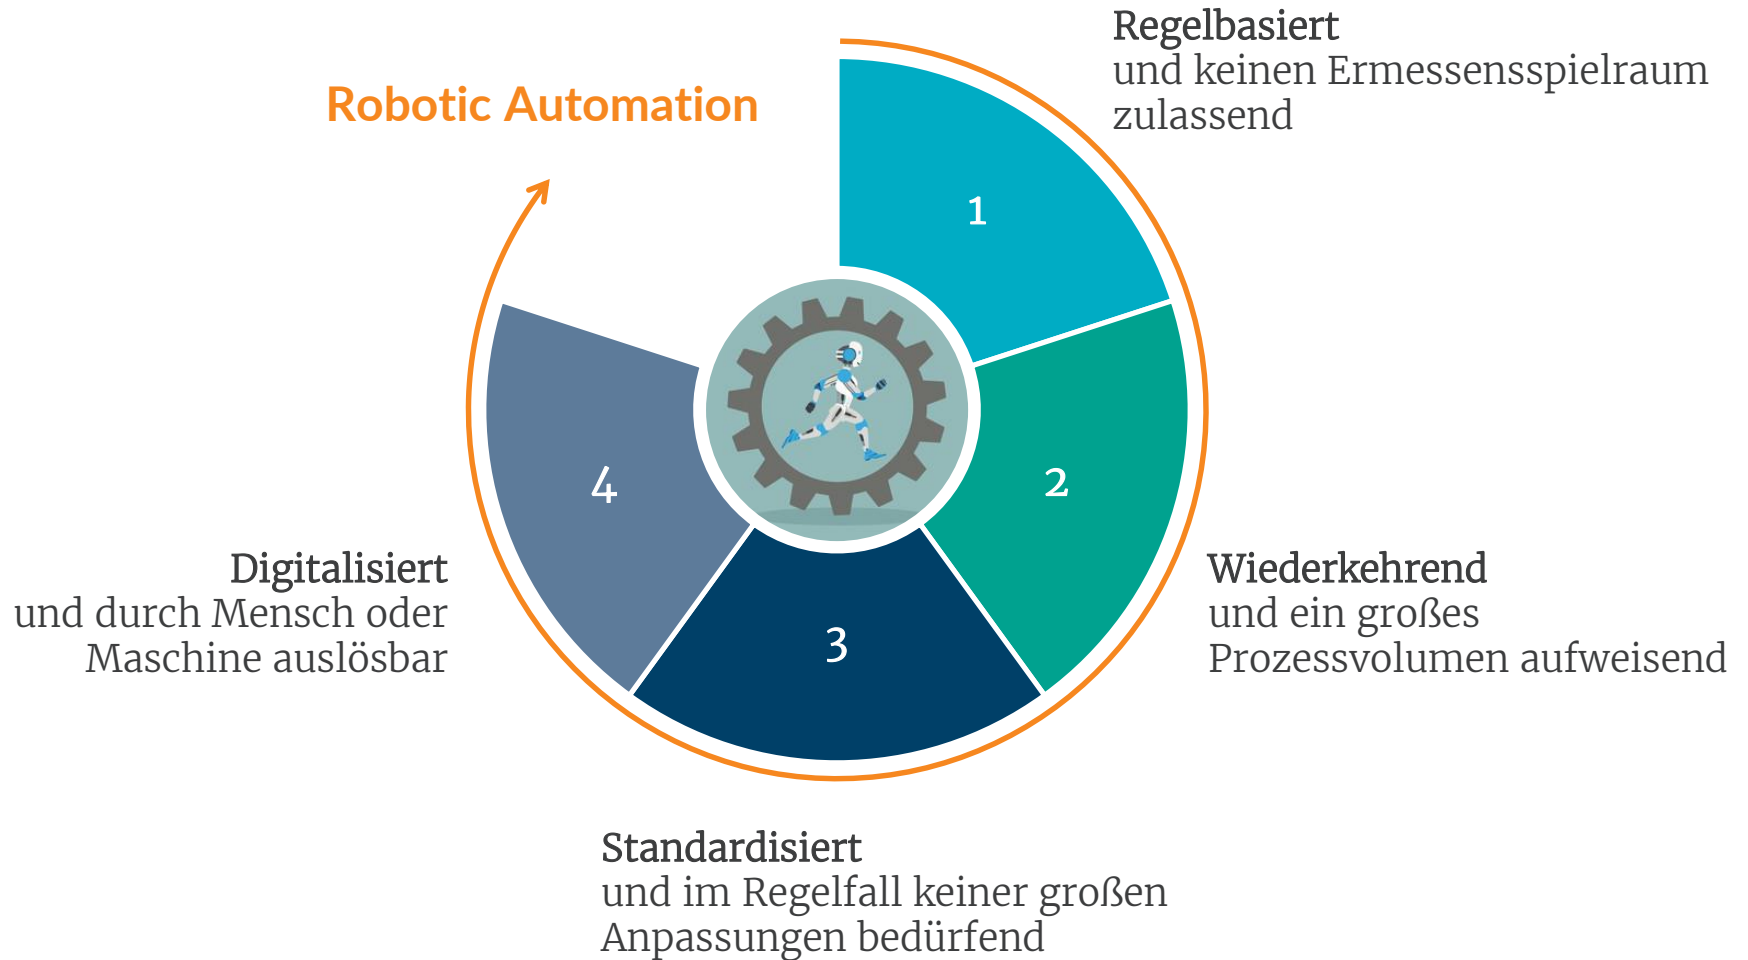 Robotic Automation
1
Regelbasiert
und keinen Ermessensspielraum
zulassend
2
Wiederkehrend
und ein großes
Prozessvolumen aufweisend
3
Standardisiert
und im Regelfall keiner großen
Anpassungen bedürfend
4
Digitalisiert
und durch Mensch oder
Maschine auslösbar